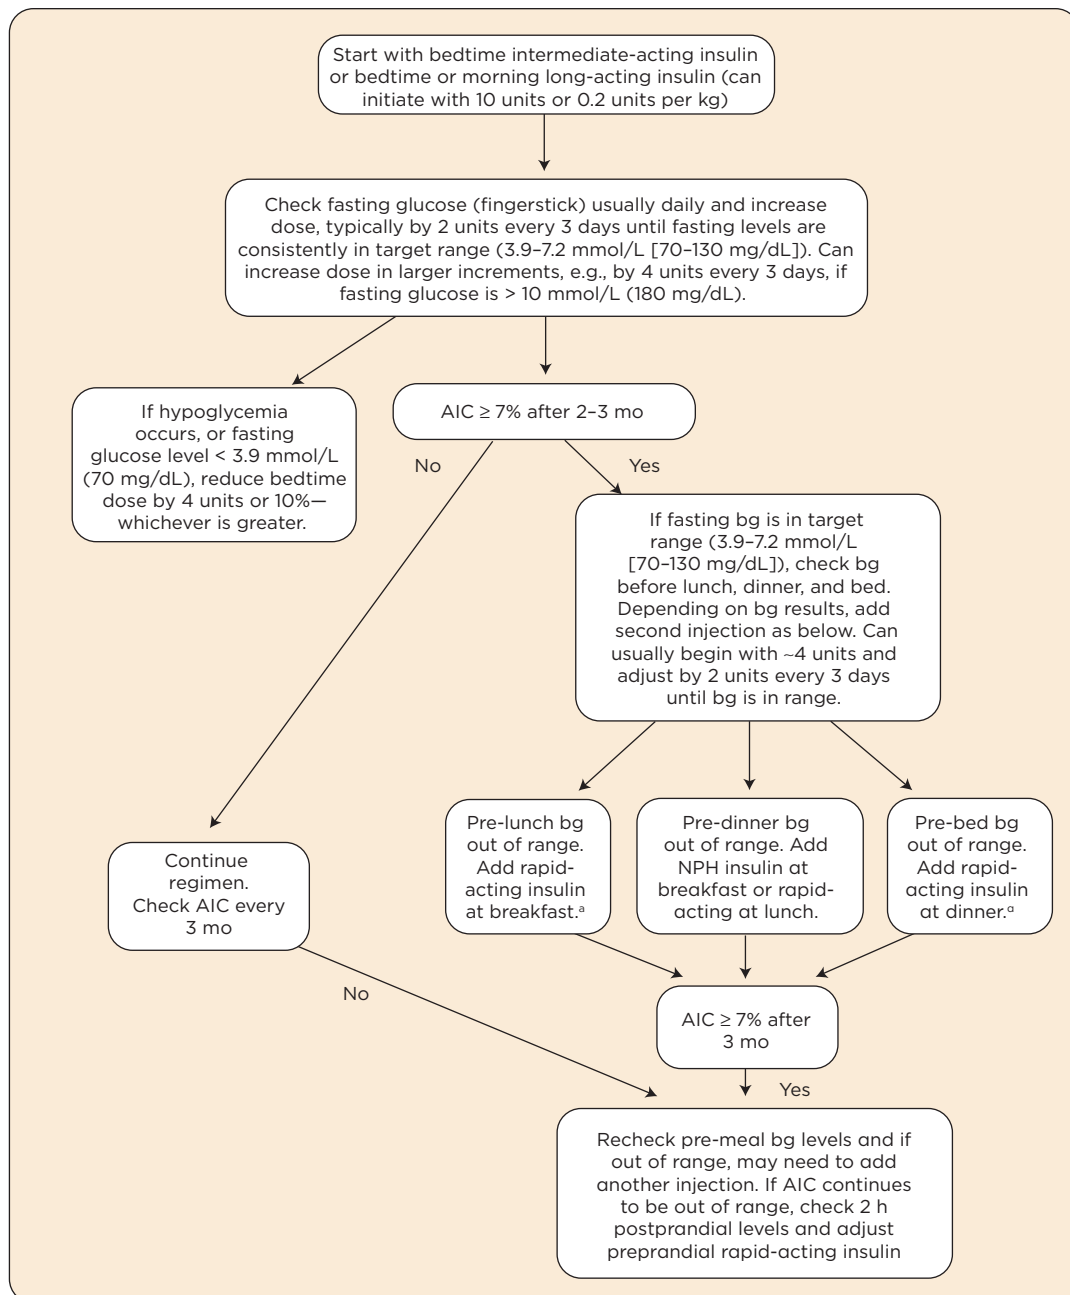 Start with bedtime intermediate-acting insulin
or bedtime or morning long-acting insulin (can
initiate with 10 units or 0.2 units per kg)
Check fasting glucose (fingerstick) usually daily and increase
dose, typically by 2 units every 3 days until fasting levels are
consistently in target range (3.9–7.2 mmol/L [70–130 mg/dL]). Can
increase dose in larger increments, e.g., by 4 units every 3 days, if
fasting glucose is > 10 mmol/L (180 mg/dL).
If hypoglycemia
occurs, or fasting
glucose level < 3.9 mmol/L
(70 mg/dL), reduce bedtime
dose by 4 units or 10%—
whichever is greater.
AIC ≥ 7% after 2–3 mo
No
Yes
If fasting bg is in target
range (3.9–7.2 mmol/L
[70–130 mg/dL]), check bg
before lunch, dinner, and bed.
Depending on bg results, add
second injection as below. Can
usually begin with ~4 units and
adjust by 2 units every 3 days
until bg is in range.
Pre-lunch bg
out of range.
Add rapid-
acting insulin
at breakfast.ª
Pre-dinner bg
out of range. Add
NPH insulin at
breakfast or rapid-
acting at lunch.
Pre-bed bg
out of range.
Add rapid-
acting insulin
at dinner.ª
Continue
regimen.
Check AIC every
3 mo
No
AIC ≥ 7% after
3 mo
Yes
Recheck pre-meal bg levels and if
out of range, may need to add
another injection. If AIC continues
to be out of range, check 2 h
postprandial levels and adjust
preprandial rapid-acting insulin